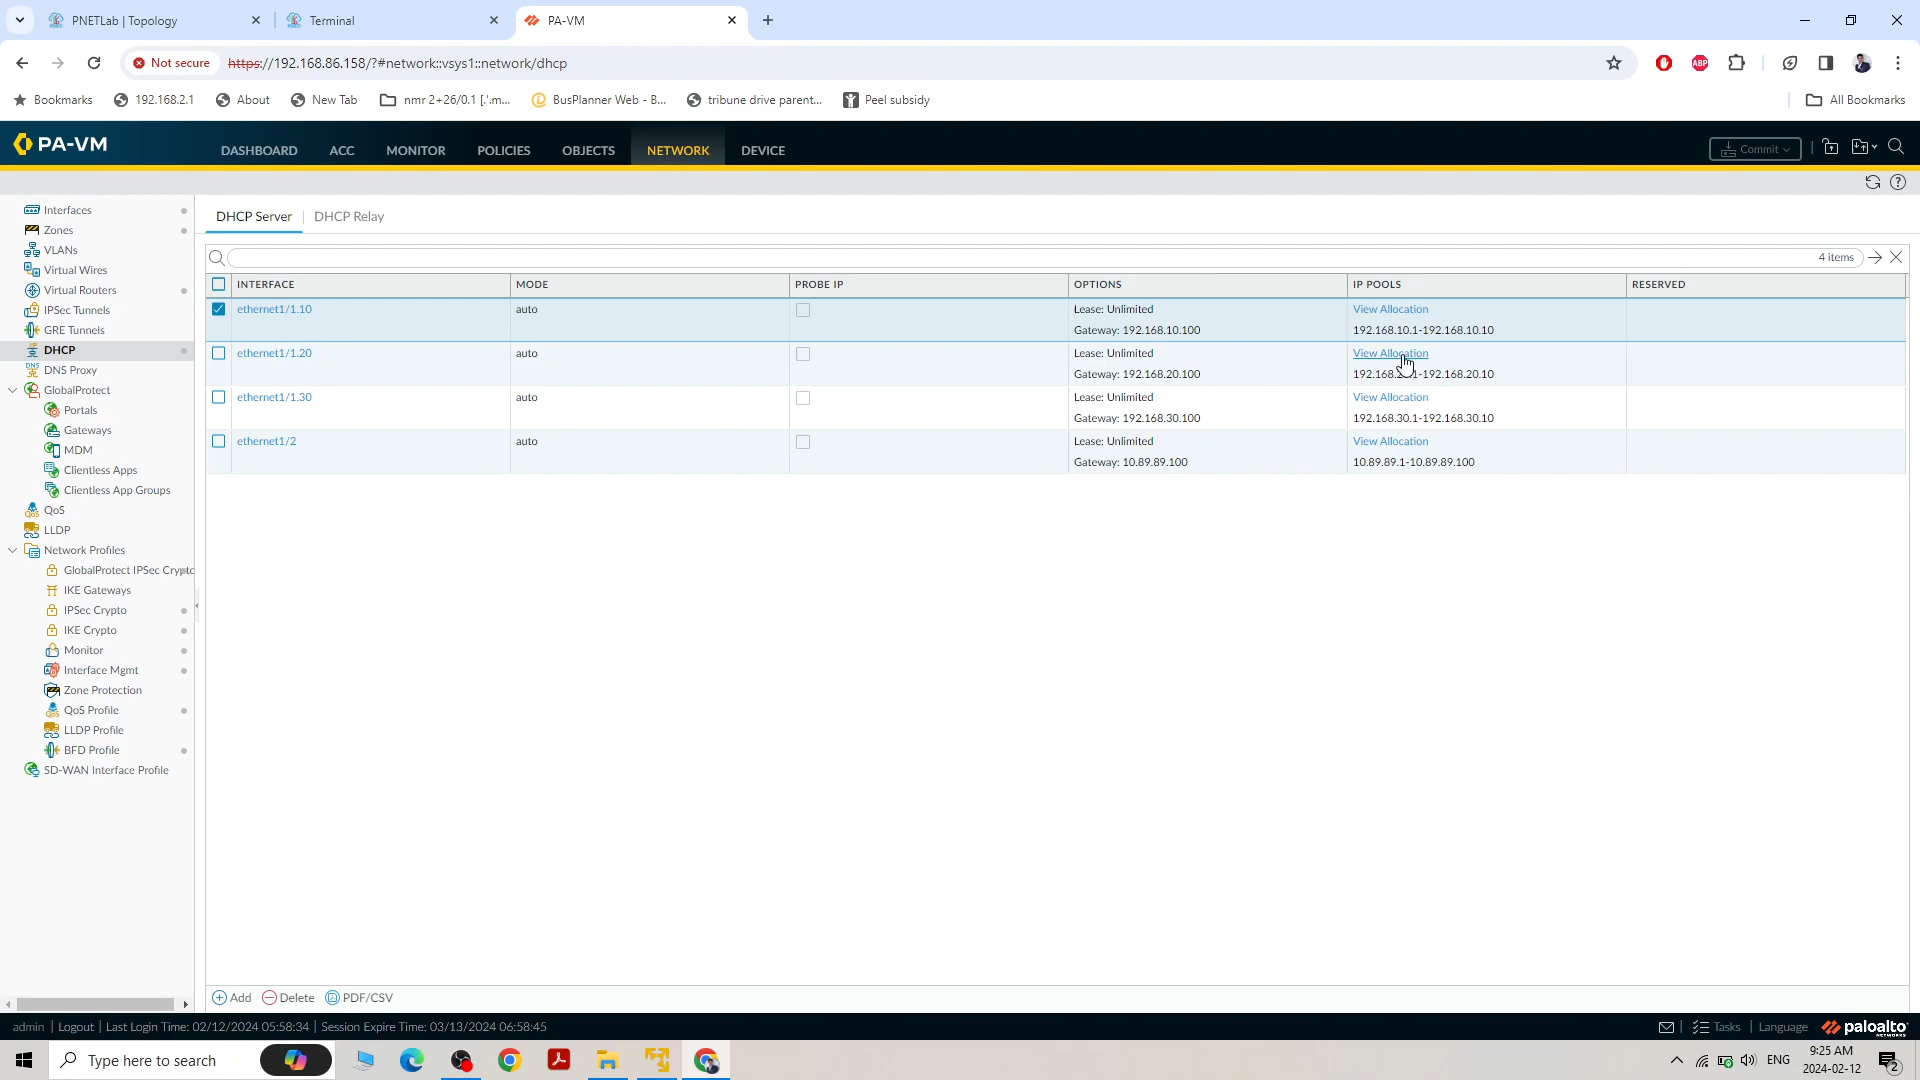 PNETLab | Topology
Terminal
PA-VM
Not secure
https://192.168.86.158/?#network::vsys1::network/dhcp
ABP
Bookmarks
192.168.2.1
About
New Tab
nmr 2+26/0.1 [.'.m...
BusPlanner Web - B...
tribune drive parent...
Peel subsidy
All Bookmarks
PA-VM
DASHBOARD
ACC
MONITOR
POLICIES
OBJECTS
NETWORK
DEVICE
Commit
Interfaces
Zones
VLANs
Virtual Wires
Virtual Routers
IPSec Tunnels
GRE Tunnels
DHCP
DNS Proxy
GlobalProtect
Portals
Gateways
MDM
Clientless Apps
Clientless App Groups
QoS
LLDP
Network Profiles
GlobalProtect IPSec Crypto
IKE Gateways
IPSec Crypto
IKE Crypto
Monitor
Interface Mgmt
Zone Protection
QoS Profile
LLDP Profile
BFD Profile
SD-WAN Interface Profile
DHCP Server | DHCP Relay
4 items
INTERFACE MODE PROBE IP OPTIONS IP POOLS RESERVED
ethernet1/1.10 auto Lease: Unlimited View Allocation
Gateway: 192.168.10.100 192.168.10.1-192.168.10.10
ethernet1/1.20 auto Lease: Unlimited View Allocation
Gateway: 192.168.20.100 192.168. .1-192.168.20.10
ethernet1/1.30 auto Lease: Unlimited View Allocation
Gateway: 192.168.30.100 192.168.30.1-192.168.30.10
ethernet1/2 auto Lease: Unlimited View Allocation
Gateway: 10.89.89.100 10.89.89.1-10.89.89.100
Add Delete PDF/CSV
admin | Logout | Last Login Time: 02/12/2024 05:58:34 | Session Expire Time: 03/13/2024 06:58:45
Tasks | Language
paloalto
NETWORKS
Type here to search
ENG
9:25 AM
2024-02-12
2